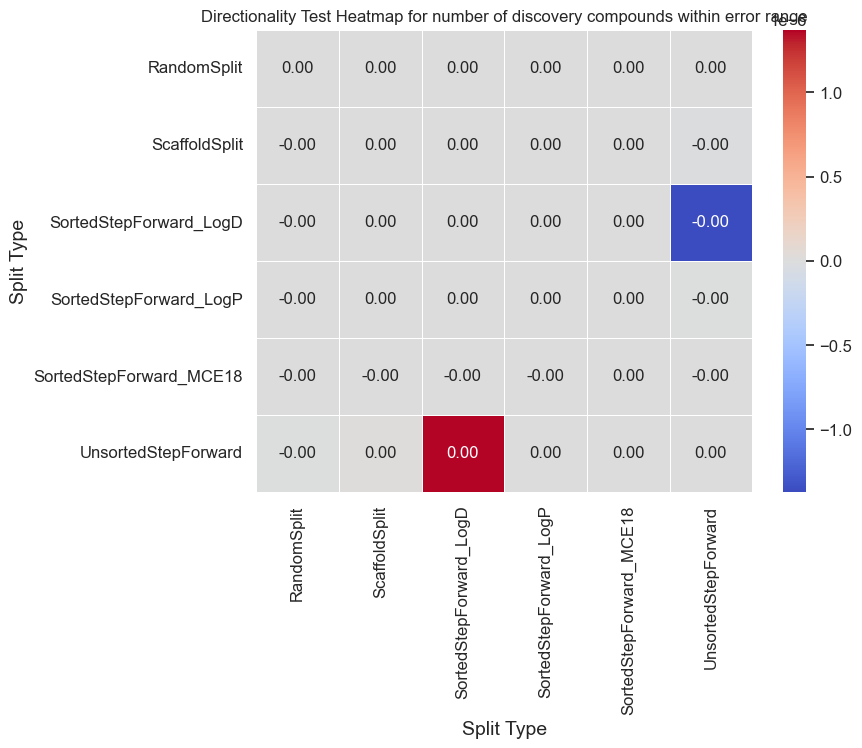 Directionality Test Heatmap for number of discovery compounds within error range
1e−6
RandomSplit 0.00 0.00 0.00 0.00 0.00 0.00
ScaffoldSplit -0.00 0.00 0.00 0.00 0.00 -0.00
SortedStepForward_LogD -0.00 0.00 0.00 0.00 0.00 -0.00
SortedStepForward_LogP -0.00 0.00 0.00 0.00 0.00 -0.00
SortedStepForward_MCE18 -0.00 -0.00 -0.00 -0.00 0.00 -0.00
UnsortedStepForward -0.00 0.00 0.00 0.00 0.00 0.00
Split Type
RandomSplit
ScaffoldSplit
SortedStepForward_LogD
SortedStepForward_LogP
SortedStepForward_MCE18
UnsortedStepForward
Split Type
1.0
0.5
0.0
−0.5
−1.0